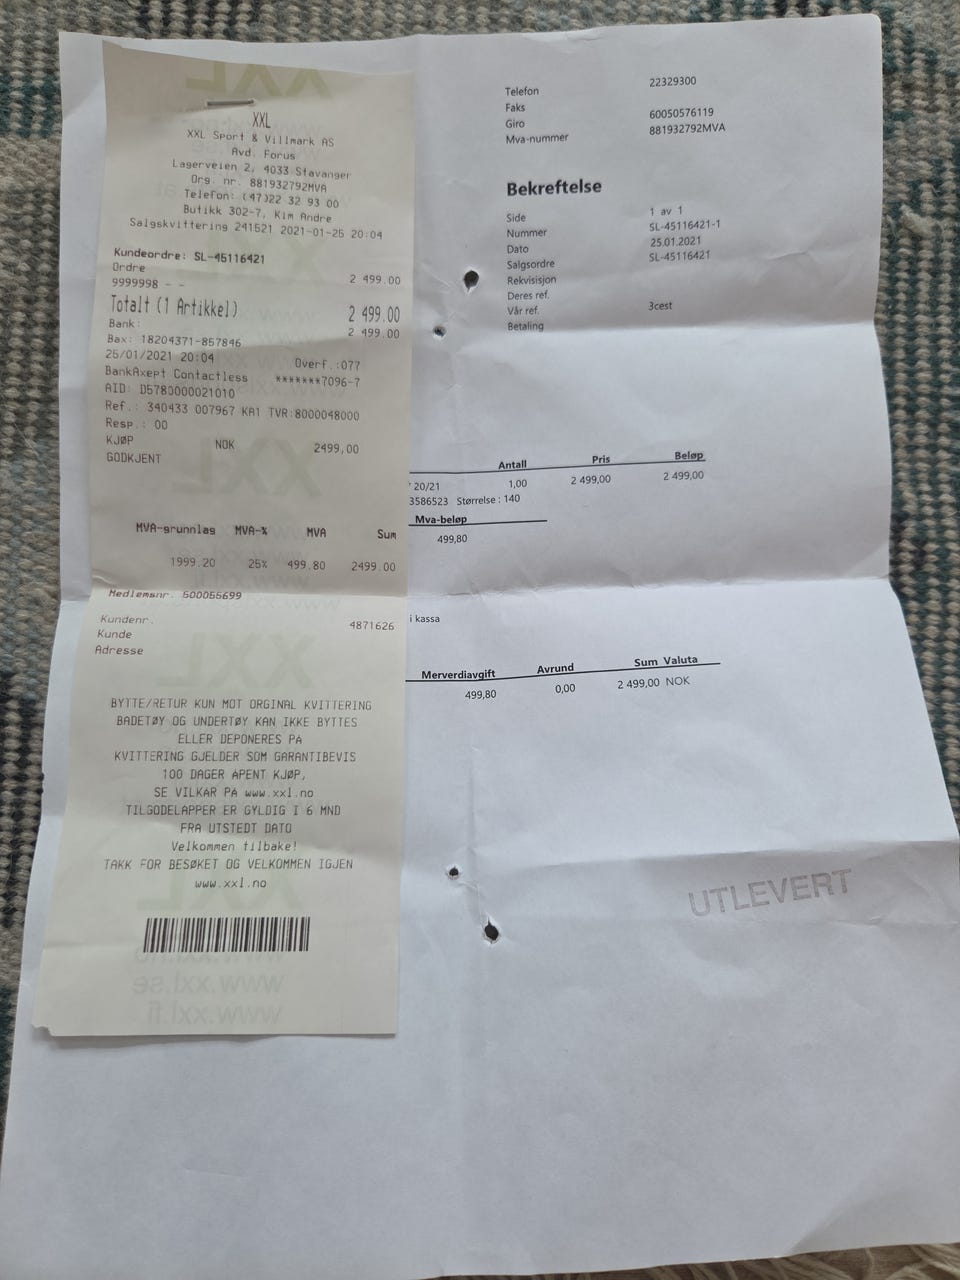 XXL
XXL Sport & Villmark AS
Avd. Forus
Lagerveien 2, 4033 Stavanger
Org. nr. 881932792MVA
Telefon: (47)22 32 93 00
Butikk 302-7, Kim Andre
Salgskvittering 241521 2021-01-25 20:04
Kundeordre: SL-45116421
Ordre
9999998 - - 2 499.00
Totalt (1 Artikkel) 2 499.00
Bank: 2 499.00
Bax: 18204371-857846
25/01/2021 20:04 Overf.:077
BankAxept Contactless *******7096-7
AID: D5780000021010
Ref.: 340433 007967 KA1 TVR:8000048000
Resp.: 00
KJØP NOK 2499,00
GODKJENT
MVA-grunnlag MVA-% MVA Sum
1999.20 25% 499.80 2499.00
Medlemsnr. 500055699
Kundenr. 4871626
Kunde
Adresse
BYTTE/RETUR KUN MOT ORGINAL KVITTERING
BADETØY OG UNDERTØY KAN IKKE BYTTES
ELLER DEPONERES PA
KVITTERING GJELDER SOM GARANTIBEVIS
100 DAGER APENT KJØP,
SE VILKAR PA www.xxl.no
TILGODELAPPER ER GYLDIG I 6 MND
FRA UTSTEDT DATO
Velkommen tilbake!
TAKK FOR BESØKET OG VELKOMMEN IGJEN
www.xxl.no
Telefon 22329300
Faks
Giro 60050576119
Mva-nummer 881932792MVA
Bekreftelse
Side 1 av 1
Nummer SL-45116421-1
Dato 25.01.2021
Salgsordre SL-45116421
Rekvisisjon
Deres ref.
Vår ref. 3cest
Betaling
Antall Pris Beløp
20/21 1,00 2 499,00 2 499,00
3586523 Størrelse : 140
Mva-beløp
499,80
i kassa
Merverdiavgift Avrund Sum Valuta
499,80 0,00 2 499,00 NOK
UTLEVERT